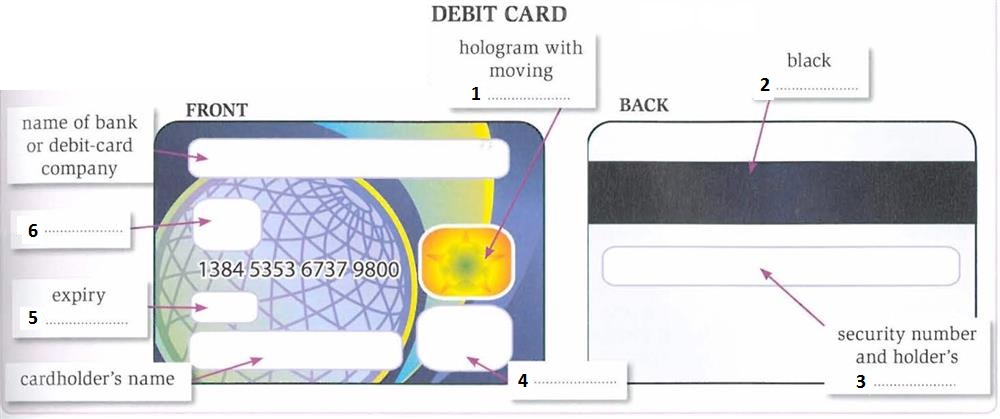 DEBIT CARD
hologram with
moving
1 ....................
black
2 ....................
FRONT
BACK
name of bank
or debit-card
company
6 ....................
1384 5353 6737 9800
expiry
5 ....................
security number
and holder's
3 ....................
cardholder's name
4 ....................